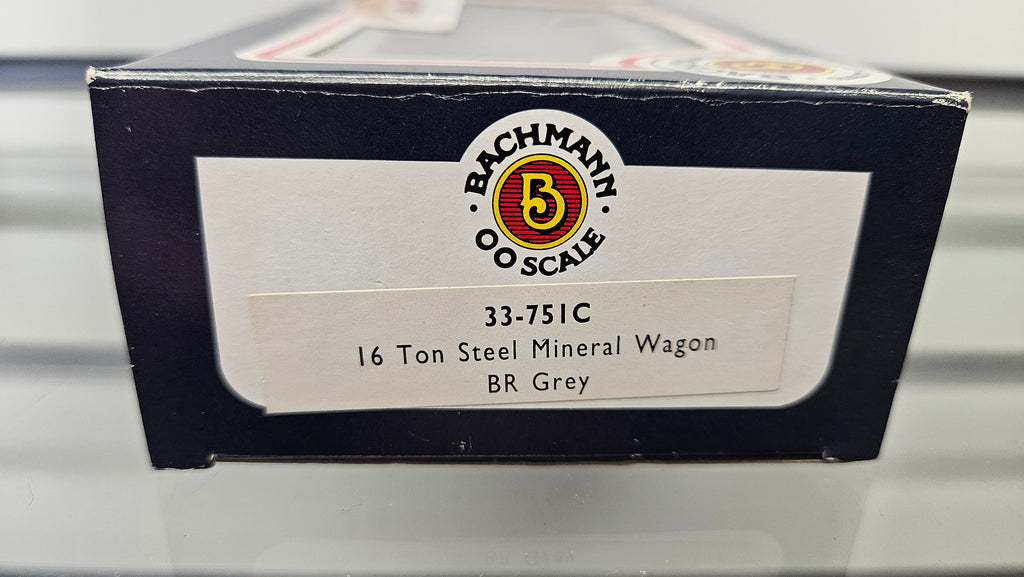 BACHMANN
B
OO SCALE
33-751C
16 Ton Steel Mineral Wagon
BR Grey